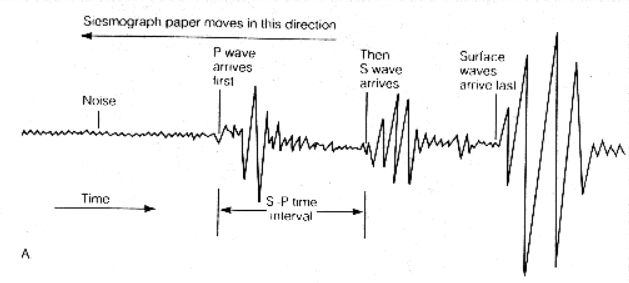 Siesmograph paper moves in this direction
P wave
arrives
first
Then
S wave
arrives
Surface
waves
arrive last
Noise
Time
S-P time
interval
A